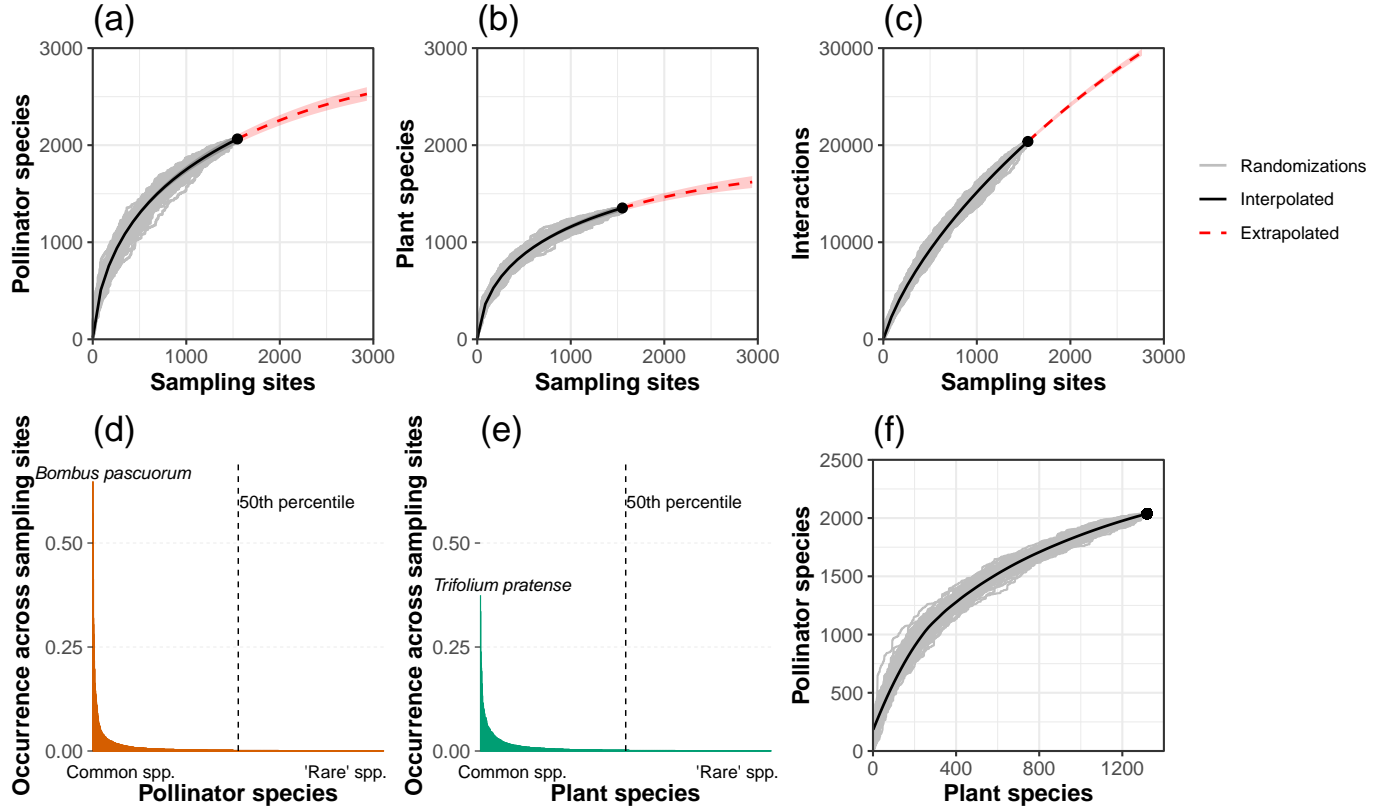 (a)
Pollinator species
3000
2000
1000
0
0 1000 2000 3000
Sampling sites
(b)
Plant species
3000
2000
1000
0
0 1000 2000 3000
Sampling sites
(c)
Interactions
30000
20000
10000
0
0 1000 2000 3000
Sampling sites
Randomizations
Interpolated
Extrapolated
(d)
Occurrence across sampling sites
Bombus pascuorum
50th percentile
0.50
0.25
0.00
Common spp. 'Rare' spp.
Pollinator species
(e)
Occurrence across sampling sites
50th percentile
0.50
Trifolium pratense
0.25
0.00
Common spp. 'Rare' spp.
Plant species
(f)
Pollinator species
2500
2000
1500
1000
500
0
0 400 800 1200
Plant species